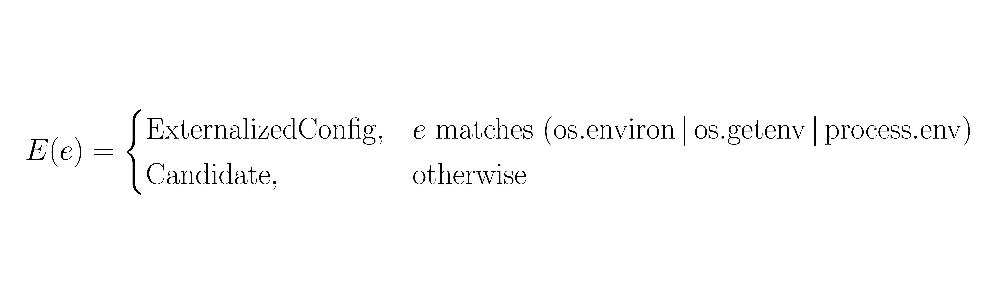 E(e) = { ExternalizedConfig, e matches (os.environ | os.getenv | process.env)
Candidate, otherwise